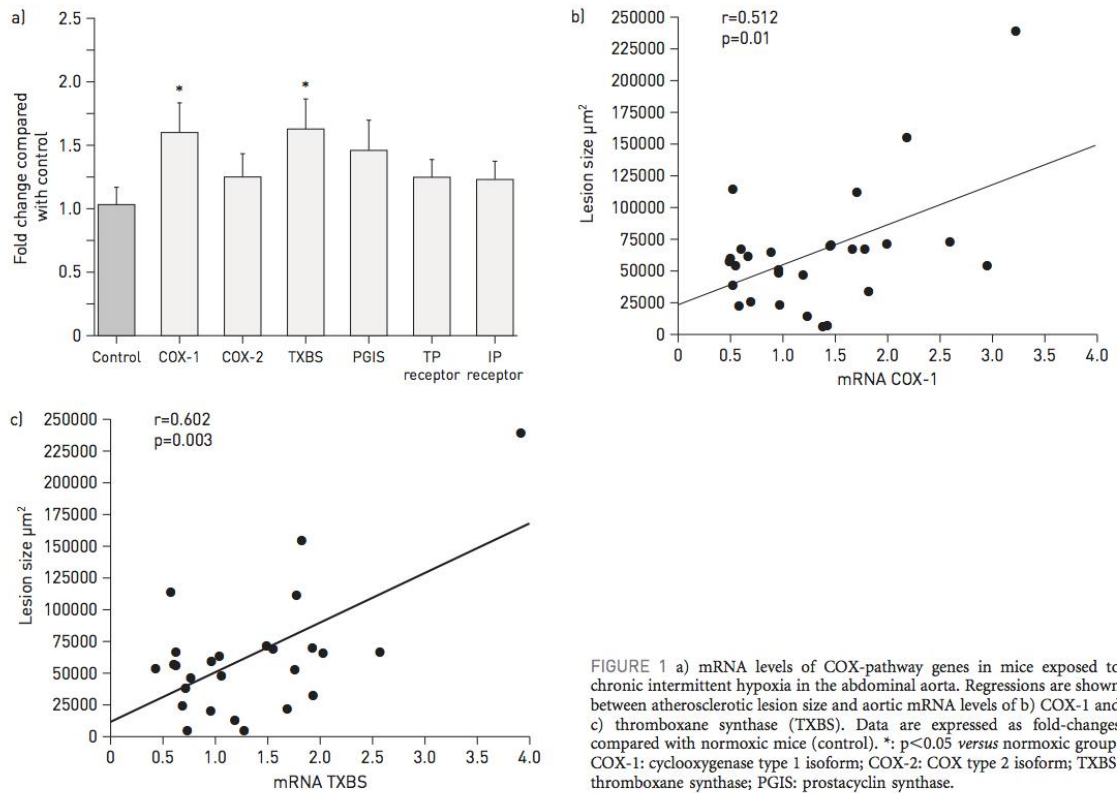 a)
2.5
2.0
1.5
1.0
0.5
0
Fold change compared
with control
*
*
Control
COX-1
COX-2
TXBS
PGIS
TP
receptor
IP
receptor
b)
r=0.512
p=0.01
250000
225000
200000
175000
150000
125000
100000
75000
50000
25000
0
Lesion size μm²
0
0.5
1.0
1.5
2.0
2.5
3.0
3.5
4.0
mRNA COX-1
c)
r=0.602
p=0.003
250000
225000
200000
175000
150000
125000
100000
75000
50000
25000
0
Lesion size μm²
0
0.5
1.0
1.5
2.0
2.5
3.0
3.5
4.0
mRNA TXBS
FIGURE 1 a) mRNA levels of COX-pathway genes in mice exposed to
chronic intermittent hypoxia in the abdominal aorta. Regressions are shown
between atherosclerotic lesion size and aortic mRNA levels of b) COX-1 and
c) thromboxane synthase (TXBS). Data are expressed as fold-changes
compared with normoxic mice (control). *: p<0.05 versus normoxic group
COX-1: cyclooxygenase type 1 isoform; COX-2: COX type 2 isoform; TXBS
thromboxane synthase; PGIS: prostacyclin synthase.